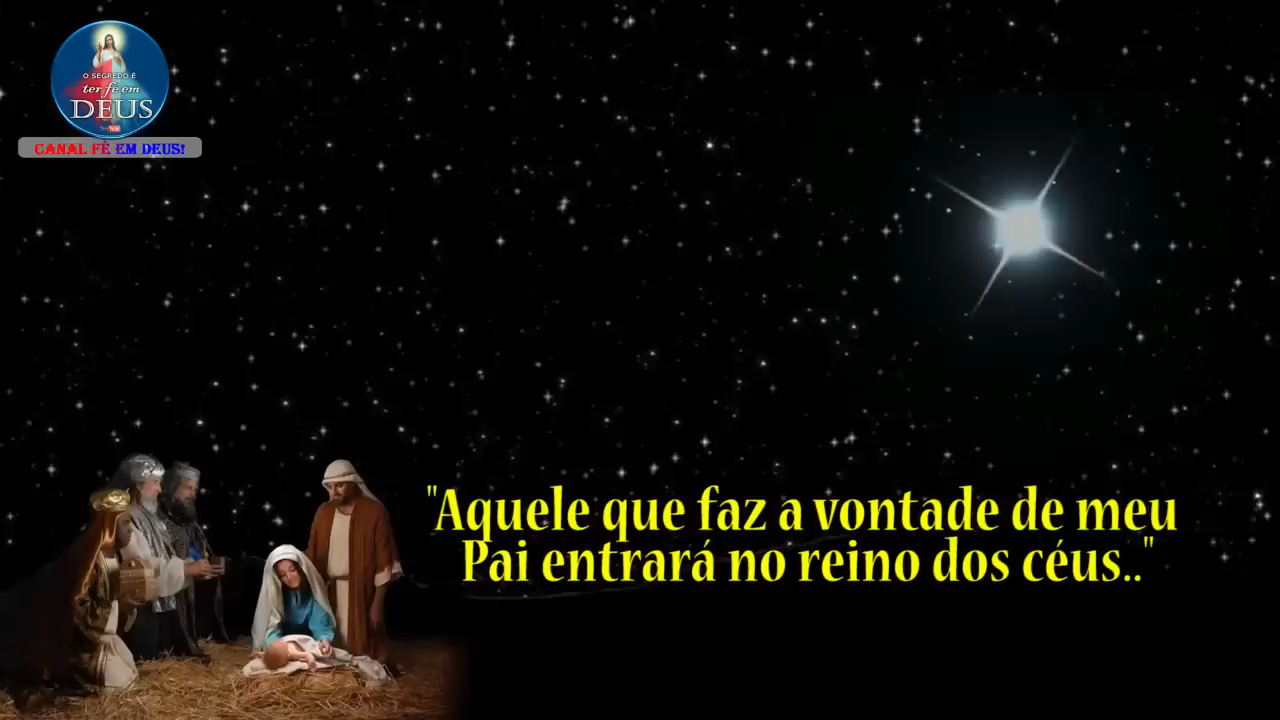 O SEGREDO É
ter fé em
DEUS
CANAL FÈ EM DEUS!
"Aquele que faz a vontade de meu
Pai entrará no reino dos céus.."